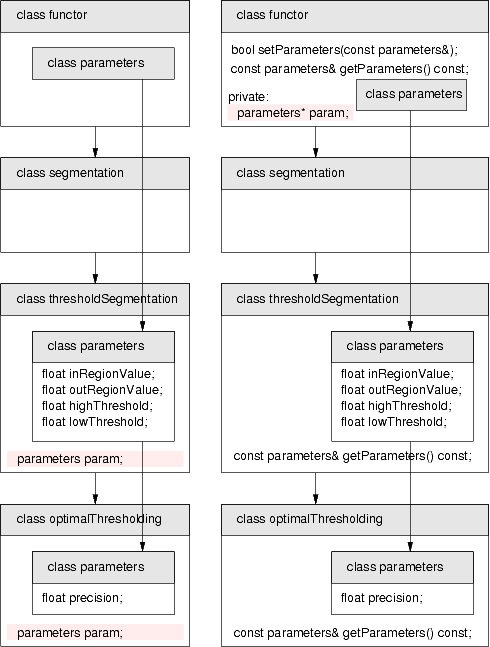 class functor
class parameters
class segmentation
class thresholdSegmentation
class parameters
float inRegionValue;
float outRegionValue;
float highThreshold;
float lowThreshold;
parameters param;
class optimalThresholding
class parameters
float precision;
parameters param;
class functor
bool setParameters(const parameters&);
const parameters& getParameters() const;
private:
class parameters
parameters* param;
class segmentation
class thresholdSegmentation
class parameters
float inRegionValue;
float outRegionValue;
float highThreshold;
float lowThreshold;
const parameters& getParameters() const;
class optimalThresholding
class parameters
float precision;
const parameters& getParameters() const;